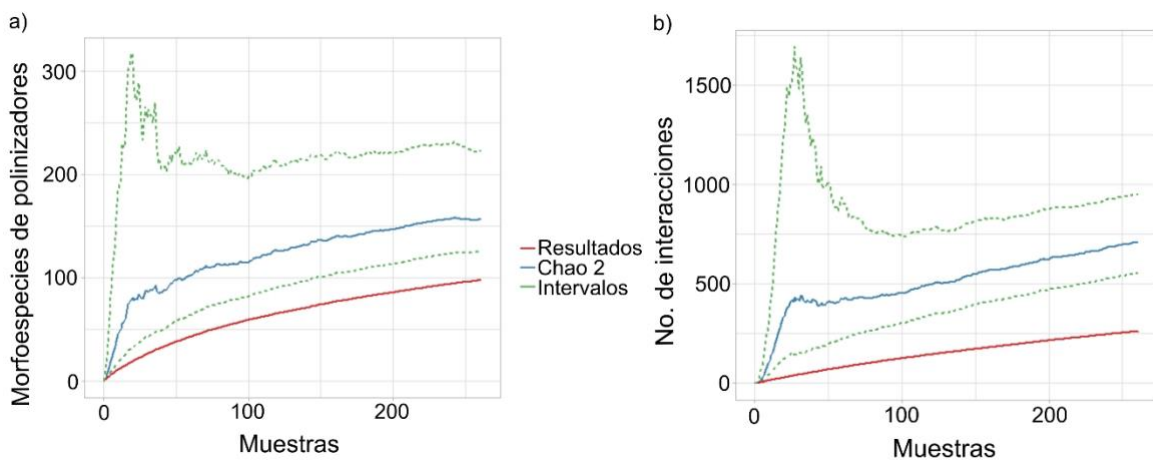 a)
Morfoespecies de polinizadores
300
200
100
0
0
100
200
Muestras
Resultados
Chao 2
Intervalos
b)
No. de interacciones
1500
1000
500
0
0
100
200
Muestras